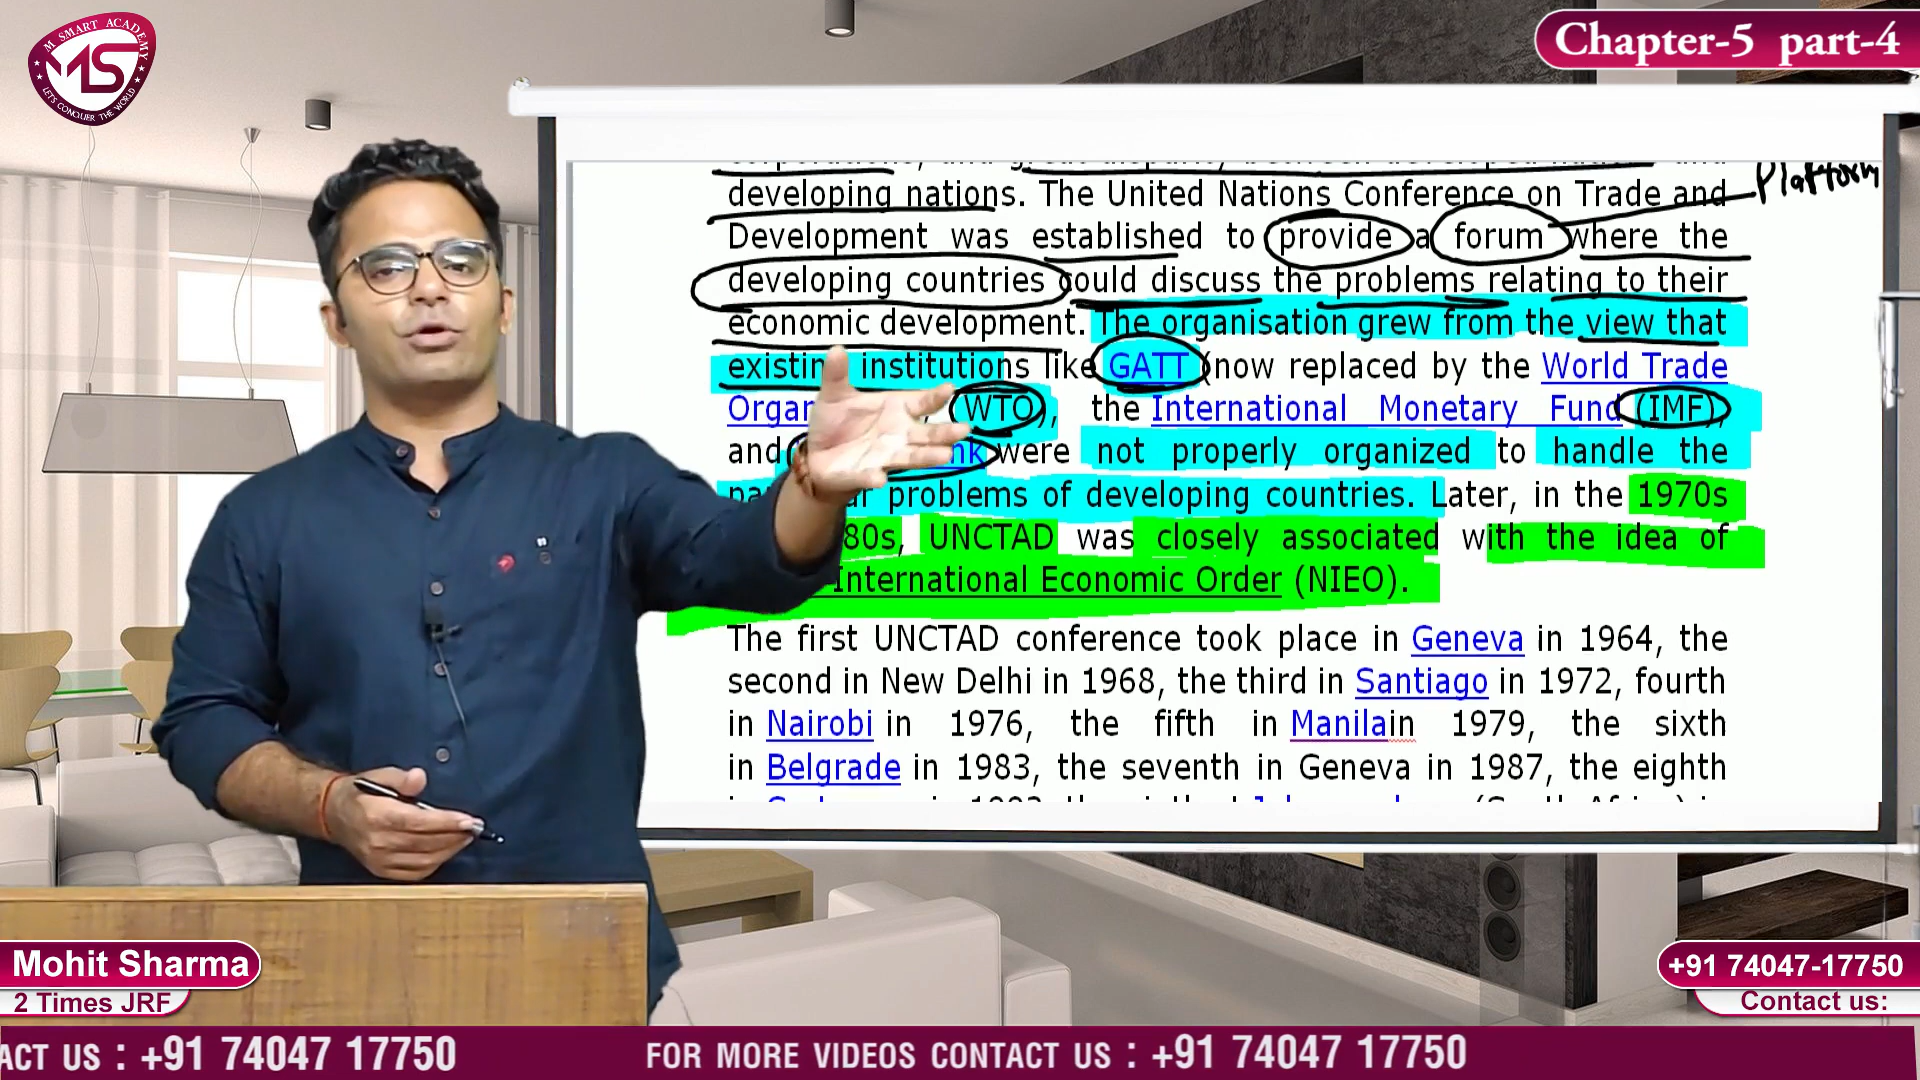 M SMART ACADEMY
MS
LETS CONQUER THE WORLD
Chapter-5 part-4
developing nations. The United Nations Conference on Trade and
Platform
Development was established to provide a forum where the
developing countries could discuss the problems relating to their
economic development. The organisation grew from the view that
institutions like GATT (now replaced by the World Trade
(WTO), the International Monetary Fund (IMF),
and were not properly organized to handle the
problems of developing countries. Later, in the 1970s
80s, UNCTAD was closely associated with the idea of
International Economic Order (NIEO).
The first UNCTAD conference took place in Geneva in 1964, the
second in New Delhi in 1968, the third in Santiago in 1972, fourth
in Nairobi in 1976, the fifth in Manilain 1979, the sixth
in Belgrade in 1983, the seventh in Geneva in 1987, the eighth
Mohit Sharma
2 Times JRF
+91 74047-17750
Contact us:
ACT US : +91 74047 17750 FOR MORE VIDEOS CONTACT US : +91 74047 17750